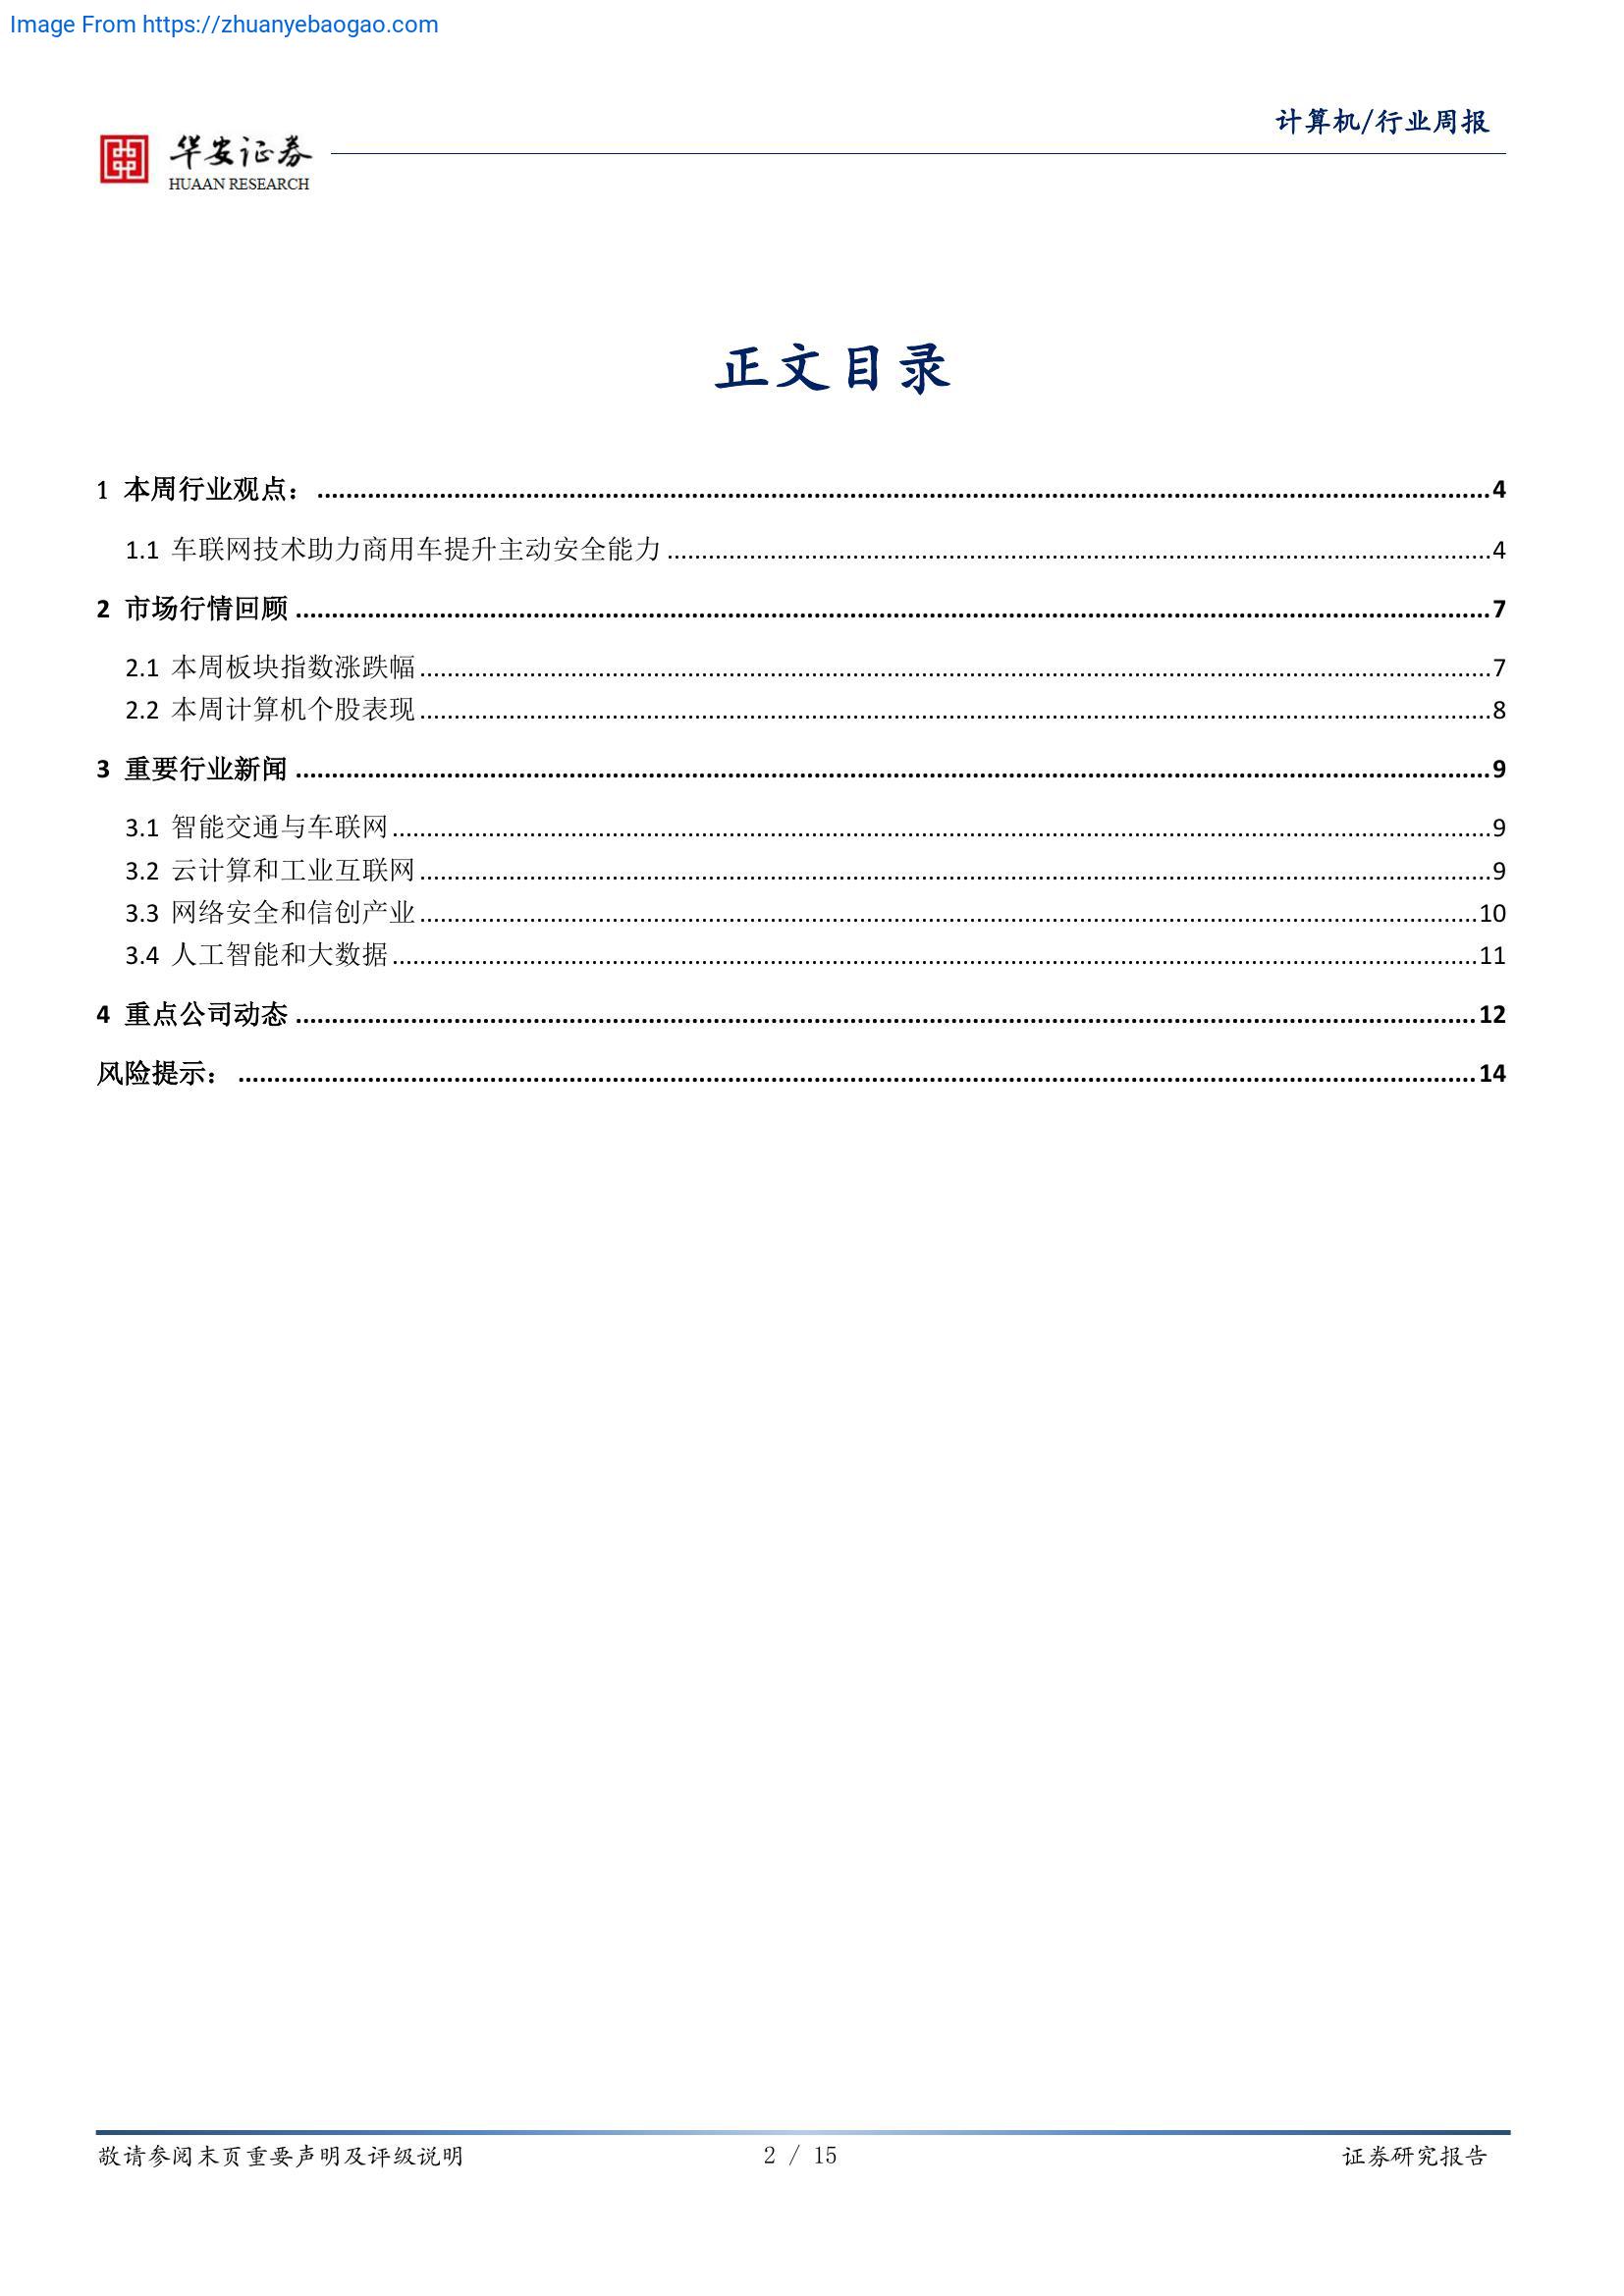 Image From https://zhuanyebaogao.com
计算机/行业周报
华安证券
HUAAN RESEARCH
正文目录
1 本周行业观点： ........................................ 4
1.1 车联网技术助力商用车提升主动安全能力 ........................................ 4
2 市场行情回顾 ........................................ 7
2.1 本周板块指数涨跌幅 ........................................ 7
2.2 本周计算机个股表现 ........................................ 8
3 重要行业新闻 ........................................ 9
3.1 智能交通与车联网 ........................................ 9
3.2 云计算和工业互联网 ........................................ 9
3.3 网络安全和信创产业 ........................................ 10
3.4 人工智能和大数据 ........................................ 11
4 重点公司动态 ........................................ 12
风险提示： ........................................ 14
敬请参阅末页重要声明及评级说明 2 / 15 证券研究报告